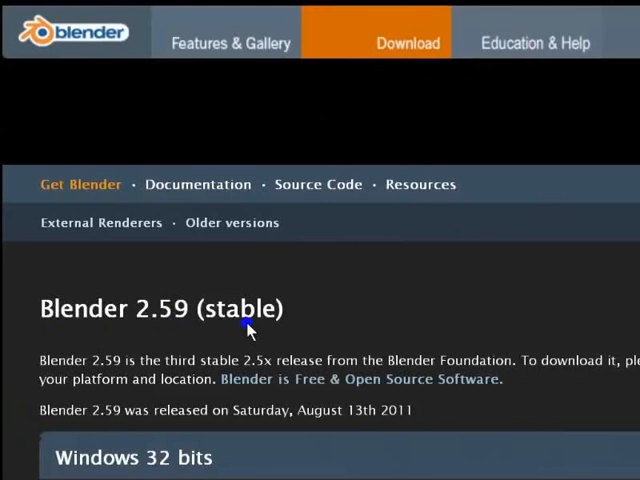 blender
Features & Gallery
Download
Education & Help
Get Blender · Documentation · Source Code · Resources
External Renderers · Older versions
Blender 2.59 (stable)
Blender 2.59 is the third stable 2.5x release from the Blender Foundation. To download it,
your platform and location. Blender is Free & Open Source Software.
Blender 2.59 was released on Saturday, August 13th 2011
Windows 32 bits